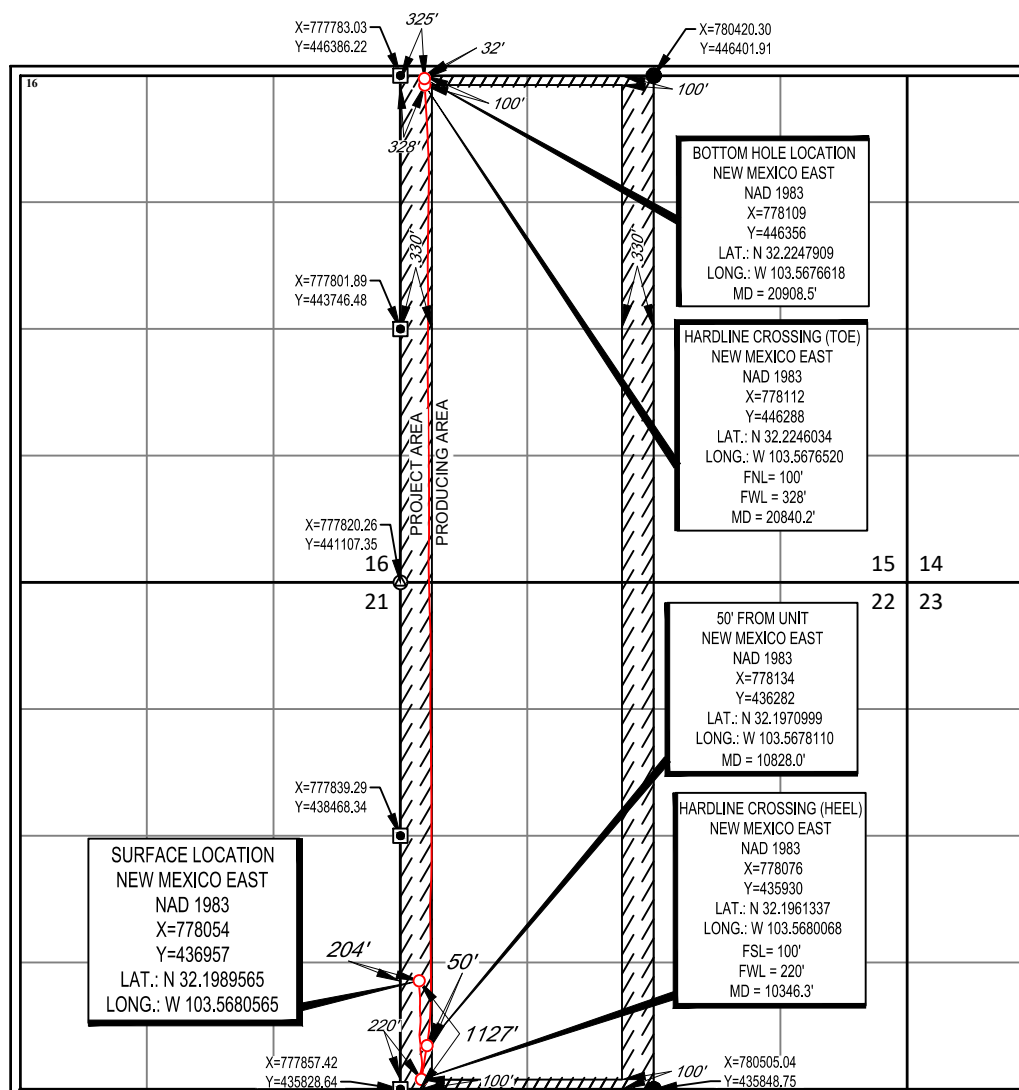 X=777783.03
Y=446386.22
325'
32'
X=780420.30
Y=446401.91
16
100'
100'
328'
BOTTOM HOLE LOCATION
NEW MEXICO EAST
NAD 1983
X=778109
Y=446356
LAT.: N 32.2247909
LONG.: W 103.5676618
MD = 20908.5'
330'
330'
X=777801.89
Y=443746.48
HARDLINE CROSSING (TOE)
NEW MEXICO EAST
NAD 1983
X=778112
Y=446288
LAT.: N 32.2246034
LONG.: W 103.5676520
FNL= 100'
FWL = 328'
MD = 20840.2'
PROJECT AREA
PRODUCING AREA
X=777820.26
Y=441107.35
16
15 14
21
22 23
50' FROM UNIT
NEW MEXICO EAST
NAD 1983
X=778134
Y=436282
LAT.: N 32.1970999
LONG.: W 103.5678110
MD = 10828.0'
X=777839.29
Y=438468.34
HARDLINE CROSSING (HEEL)
NEW MEXICO EAST
NAD 1983
X=778076
Y=435930
LAT.: N 32.1961337
LONG.: W 103.5680068
FSL= 100'
FWL = 220'
MD = 10346.3'
SURFACE LOCATION
NEW MEXICO EAST
NAD 1983
X=778054
Y=436957
LAT.: N 32.1989565
LONG.: W 103.5680565
204'
50'
220'
1127'
X=777857.42
Y=435828.64
100'
100'
X=780505.04
Y=435848.75